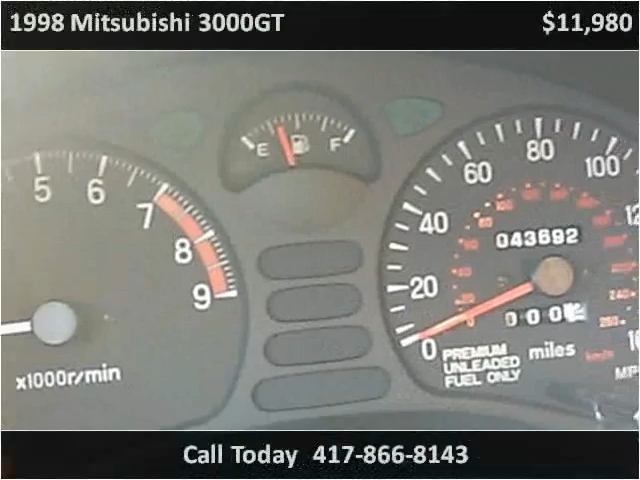 1998 Mitsubishi 3000GT $11,980
E F
5 6 7 8 9
x1000r/min
0 20 40 60 80 100
043692
miles km/h
PREMIUM
UNLEADED
FUEL ONLY
Call Today 417-866-8143